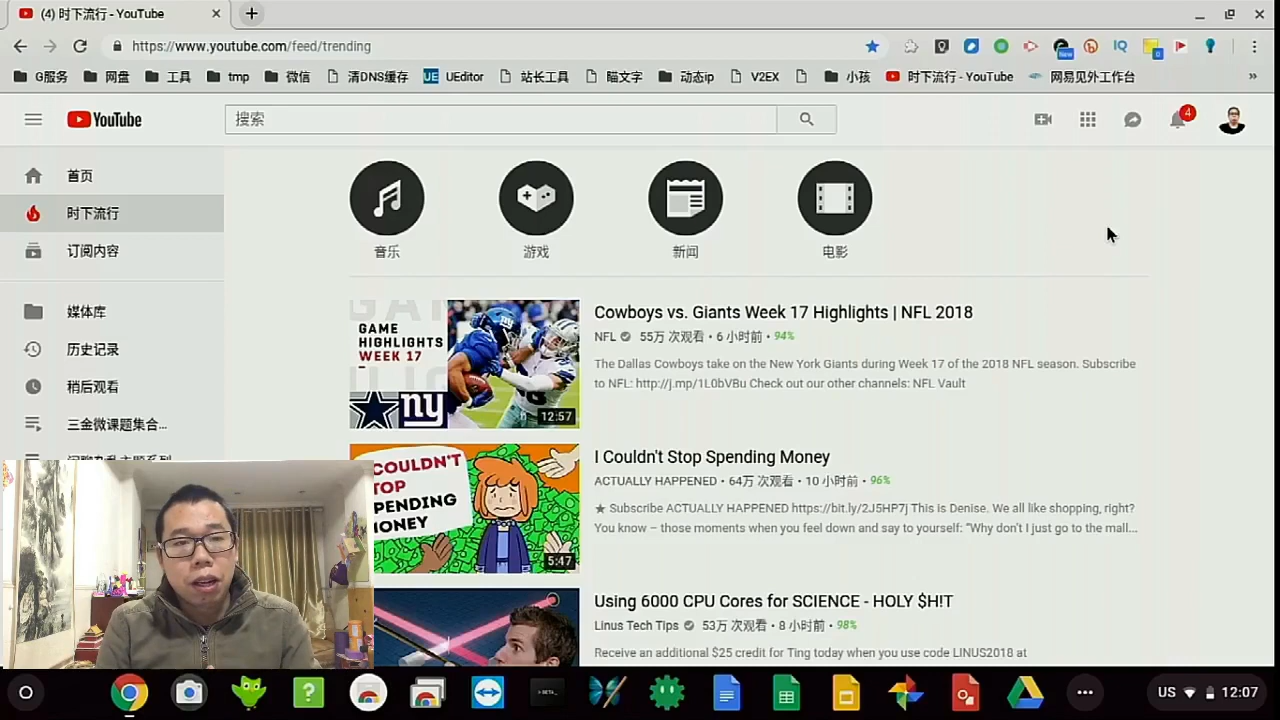 (4) 时下流行 - YouTube
https://www.youtube.com/feed/trending
New
IQ
0
G服务 网盘 工具 tmp 微信 清DNS缓存 UE UEditor 站长工具 瞄文字 动态ip V2EX 小孩 时下流行 - YouTube 网易见外工作台 »
YouTube
搜索
4
首页
时下流行
订阅内容
媒体库
历史记录
稍后观看
三金微课题集合...
音乐 游戏 新闻 电影
GAME
HIGHLIGHTS
WEEK 17
ny
12:57
Cowboys vs. Giants Week 17 Highlights | NFL 2018
NFL 55万 次观看 • 6 小时前 • 94%
The Dallas Cowboys take on the New York Giants during Week 17 of the 2018 NFL season. Subscribe
to NFL: http://j.mp/1L0bVBu Check out our other channels: NFL Vault
COULDN'T
TOP
PENDING
MONEY
5:47
I Couldn't Stop Spending Money
ACTUALLY HAPPENED • 64万 次观看 • 10 小时前 • 96%
★ Subscribe ACTUALLY HAPPENED https://bit.ly/2J5HP7j This is Denise. We all like shopping, right?
You know – those moments when you feel down and say to yourself: “Why don't I just go to the mall...
Using 6000 CPU Cores for SCIENCE - HOLY $H!T
Linus Tech Tips 53万 次观看 • 8 小时前 • 98%
Receive an additional $25 credit for Ting today when you use code LINUS2018 at
BETA_
US 12:07